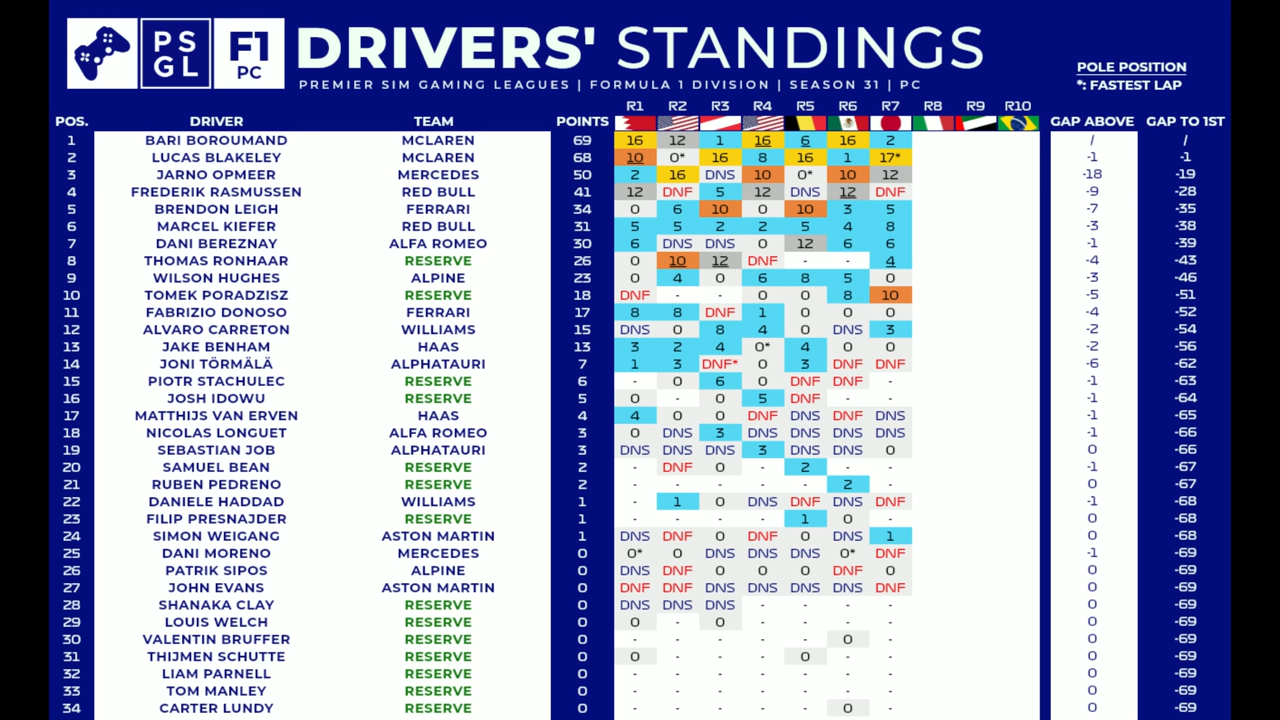 PS GL
F1 PC
DRIVERS' STANDINGS
PREMIER SIM GAMING LEAGUES | FORMULA 1 DIVISION | SEASON 31 | PC
POLE POSITION
*: FASTEST LAP
POS. DRIVER TEAM POINTS R1 R2 R3 R4 R5 R6 R7 R8 R9 R10 GAP ABOVE GAP TO 1ST
1 BARI BOROUMAND MCLAREN 69 16 12 1 16 6 16 2 / /
2 LUCAS BLAKELEY MCLAREN 68 10 0* 16 8 16 1 17* -1 -1
3 JARNO OPMEER MERCEDES 50 2 16 DNS 10 0* 10 12 -18 -19
4 FREDERIK RASMUSSEN RED BULL 41 12 DNF 5 12 DNS 12 DNF -9 -28
5 BRENDON LEIGH FERRARI 34 0 6 10 0 10 3 5 -7 -35
6 MARCEL KIEFER RED BULL 31 5 5 2 2 5 4 8 -3 -38
7 DANI BEREZNAY ALFA ROMEO 30 6 DNS DNS 0 12 6 6 -1 -39
8 THOMAS RONHAAR RESERVE 26 0 10 12 DNF - - 4 -4 -43
9 WILSON HUGHES ALPINE 23 0 4 0 6 8 5 0 -3 -46
10 TOMEK PORADZISZ RESERVE 18 DNF - - 0 0 8 10 -5 -51
11 FABRIZIO DONOSO FERRARI 17 8 8 DNF 1 0 0 0 -4 -52
12 ALVARO CARRETON WILLIAMS 15 DNS 0 8 4 0 DNS 3 -2 -54
13 JAKE BENHAM HAAS 13 3 2 4 0* 4 0 0 -2 -56
14 JONI TÖRMÄLÄ ALPHATAURI 7 1 3 DNF* 0 3 DNF DNF -6 -62
15 PIOTR STACHULEC RESERVE 6 - 0 6 0 DNF DNF - -1 -63
16 JOSH IDOWU RESERVE 5 0 - 0 5 DNF - - -1 -64
17 MATTHIJS VAN ERVEN HAAS 4 4 0 0 DNF DNS DNF DNS -1 -65
18 NICOLAS LONGUET ALFA ROMEO 3 0 DNS 3 DNS DNS DNS DNS -1 -66
19 SEBASTIAN JOB ALPHATAURI 3 DNS DNS DNS 3 DNS DNS 0 0 -66
20 SAMUEL BEAN RESERVE 2 - DNF 0 - 2 - - -1 -67
21 RUBEN PEDRENO RESERVE 2 - - - - - 2 - 0 -67
22 DANIELE HADDAD WILLIAMS 1 - 1 0 DNS DNF DNS DNF -1 -68
23 FILIP PRESNAJDER RESERVE 1 - - - - 1 0 - 0 -68
24 SIMON WEIGANG ASTON MARTIN 1 DNS DNF 0 DNF 0 DNS 1 0 -68
25 DANI MORENO MERCEDES 0 0* 0 DNS DNS DNS 0* DNF -1 -69
26 PATRIK SIPOS ALPINE 0 DNS DNF 0 0 0 DNF 0 0 -69
27 JOHN EVANS ASTON MARTIN 0 DNF DNF DNS DNS DNS DNS DNS 0 -69
28 SHANAKA CLAY RESERVE 0 DNS DNS DNS - - - - 0 -69
29 LOUIS WELCH RESERVE 0 0 - 0 - - - - 0 -69
30 VALENTIN BRUFFER RESERVE 0 - - - - - 0 - 0 -69
31 THIJMEN SCHUTTE RESERVE 0 0 - - - 0 - - 0 -69
32 LIAM PARNELL RESERVE 0 - - - - - - - 0 -69
33 TOM MANLEY RESERVE 0 - - - - - - - 0 -69
34 CARTER LUNDY RESERVE 0 - - - - - 0 - 0 -69